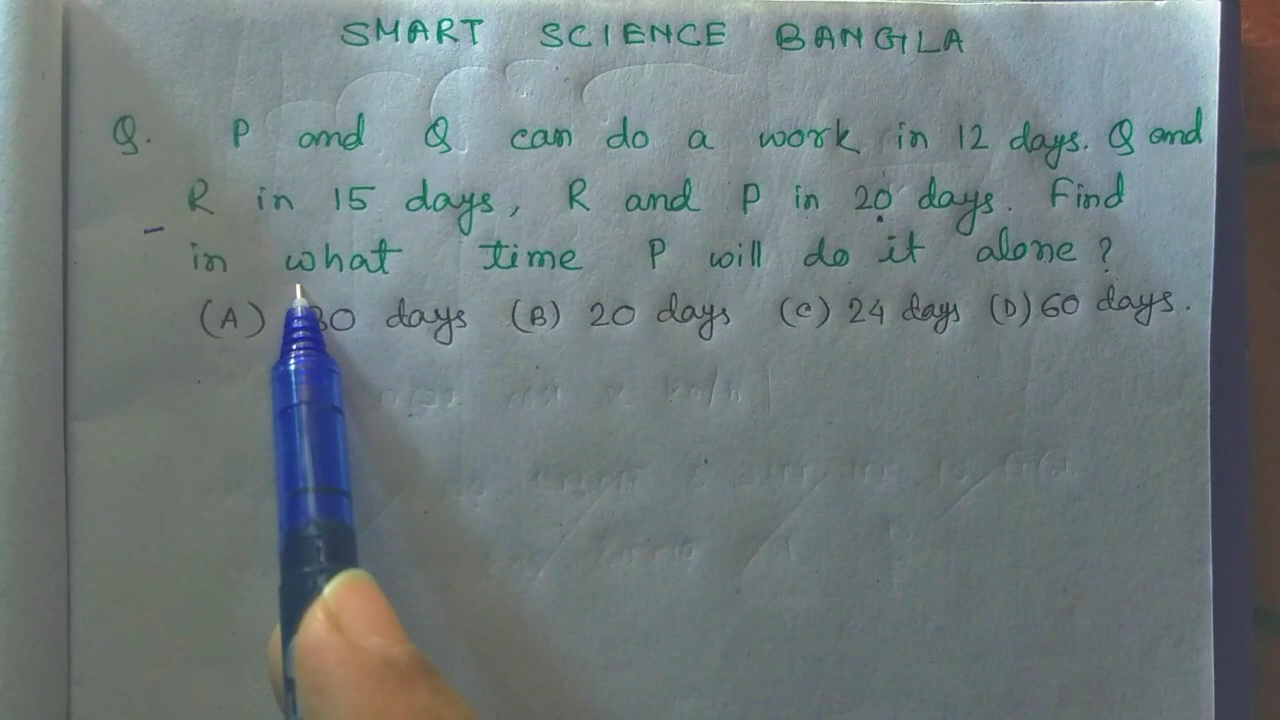 SMART SCIENCE BANGLA
Q. P and Q can do a work in 12 days. Q and
R in 15 days, R and P in 20 days. Find
in what time P will do it alone?
(A) 30 days (B) 20 days (C) 24 days (D) 60 days.